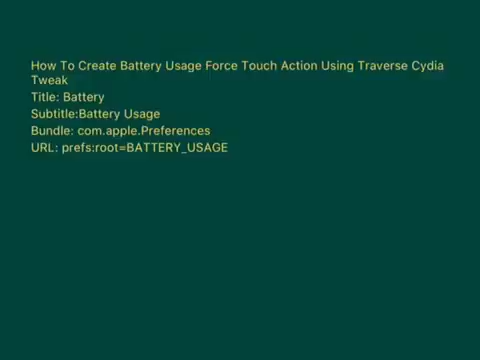 How To Create Battery Usage Force Touch Action Using Traverse Cydia
Tweak
Title: Battery
Subtitle:Battery Usage
Bundle: com.apple.Preferences
URL: prefs:root=BATTERY_USAGE